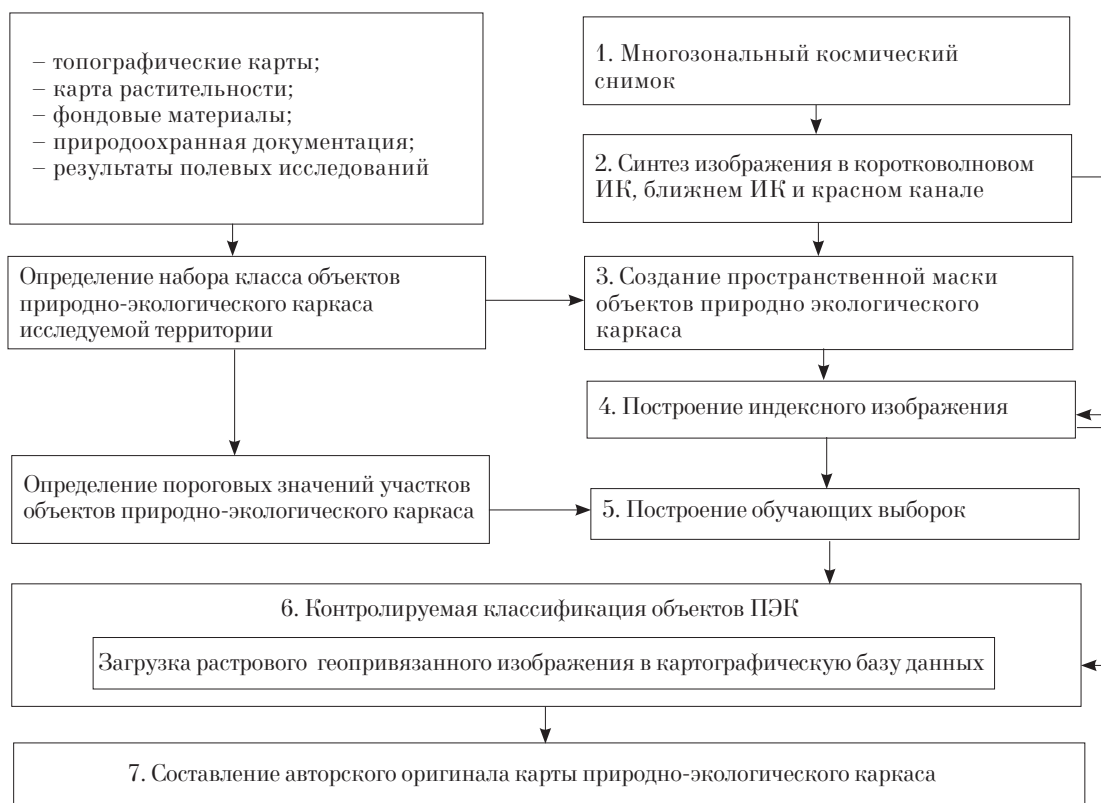 – топографические карты;
– карта растительности;
– фондовые материалы;
– природоохранная документация;
– результаты полевых исследований
1. Многозональный космический
снимок
2. Синтез изображения в коротковолновом
ИК, ближнем ИК и красном канале
Определение набора класса объектов
природно-экологического каркаса
исследуемой территории
3. Создание пространственной маски
объектов природно экологического
каркаса
4. Построение индексного изображения
Определение пороговых значений участков
объектов природно-экологического каркаса
5. Построение обучающих выборок
6. Контролируемая классификация объектов ПЭК
Загрузка растрового геопривязанного изображения в картографическую базу данных
7. Составление авторского оригинала карты природно-экологического каркаса